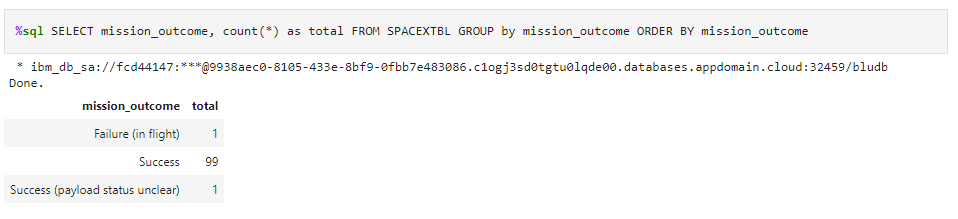 %sql SELECT mission_outcome, count(*) as total FROM SPACEXTBL GROUP by mission_outcome ORDER BY mission_outcome
* ibm_db_sa://fcd44147:***@9938aec0-8105-433e-8bf9-0fbb7e483086.c1ogj3sd0tgtu0lqde00.databases.appdomain.cloud:32459/bludb
Done.
mission_outcome total
Failure (in flight) 1
Success 99
Success (payload status unclear) 1